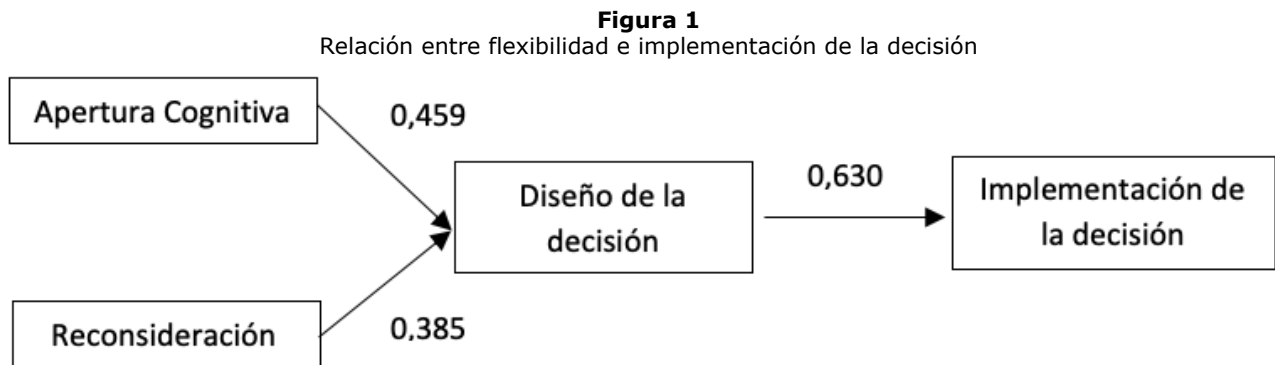 Figura 1
Relación entre flexibilidad e implementación de la decisión
Apertura Cognitiva
0,459
Diseño de la
decisión
0,630
Implementación de
la decisión
Reconsideración
0,385